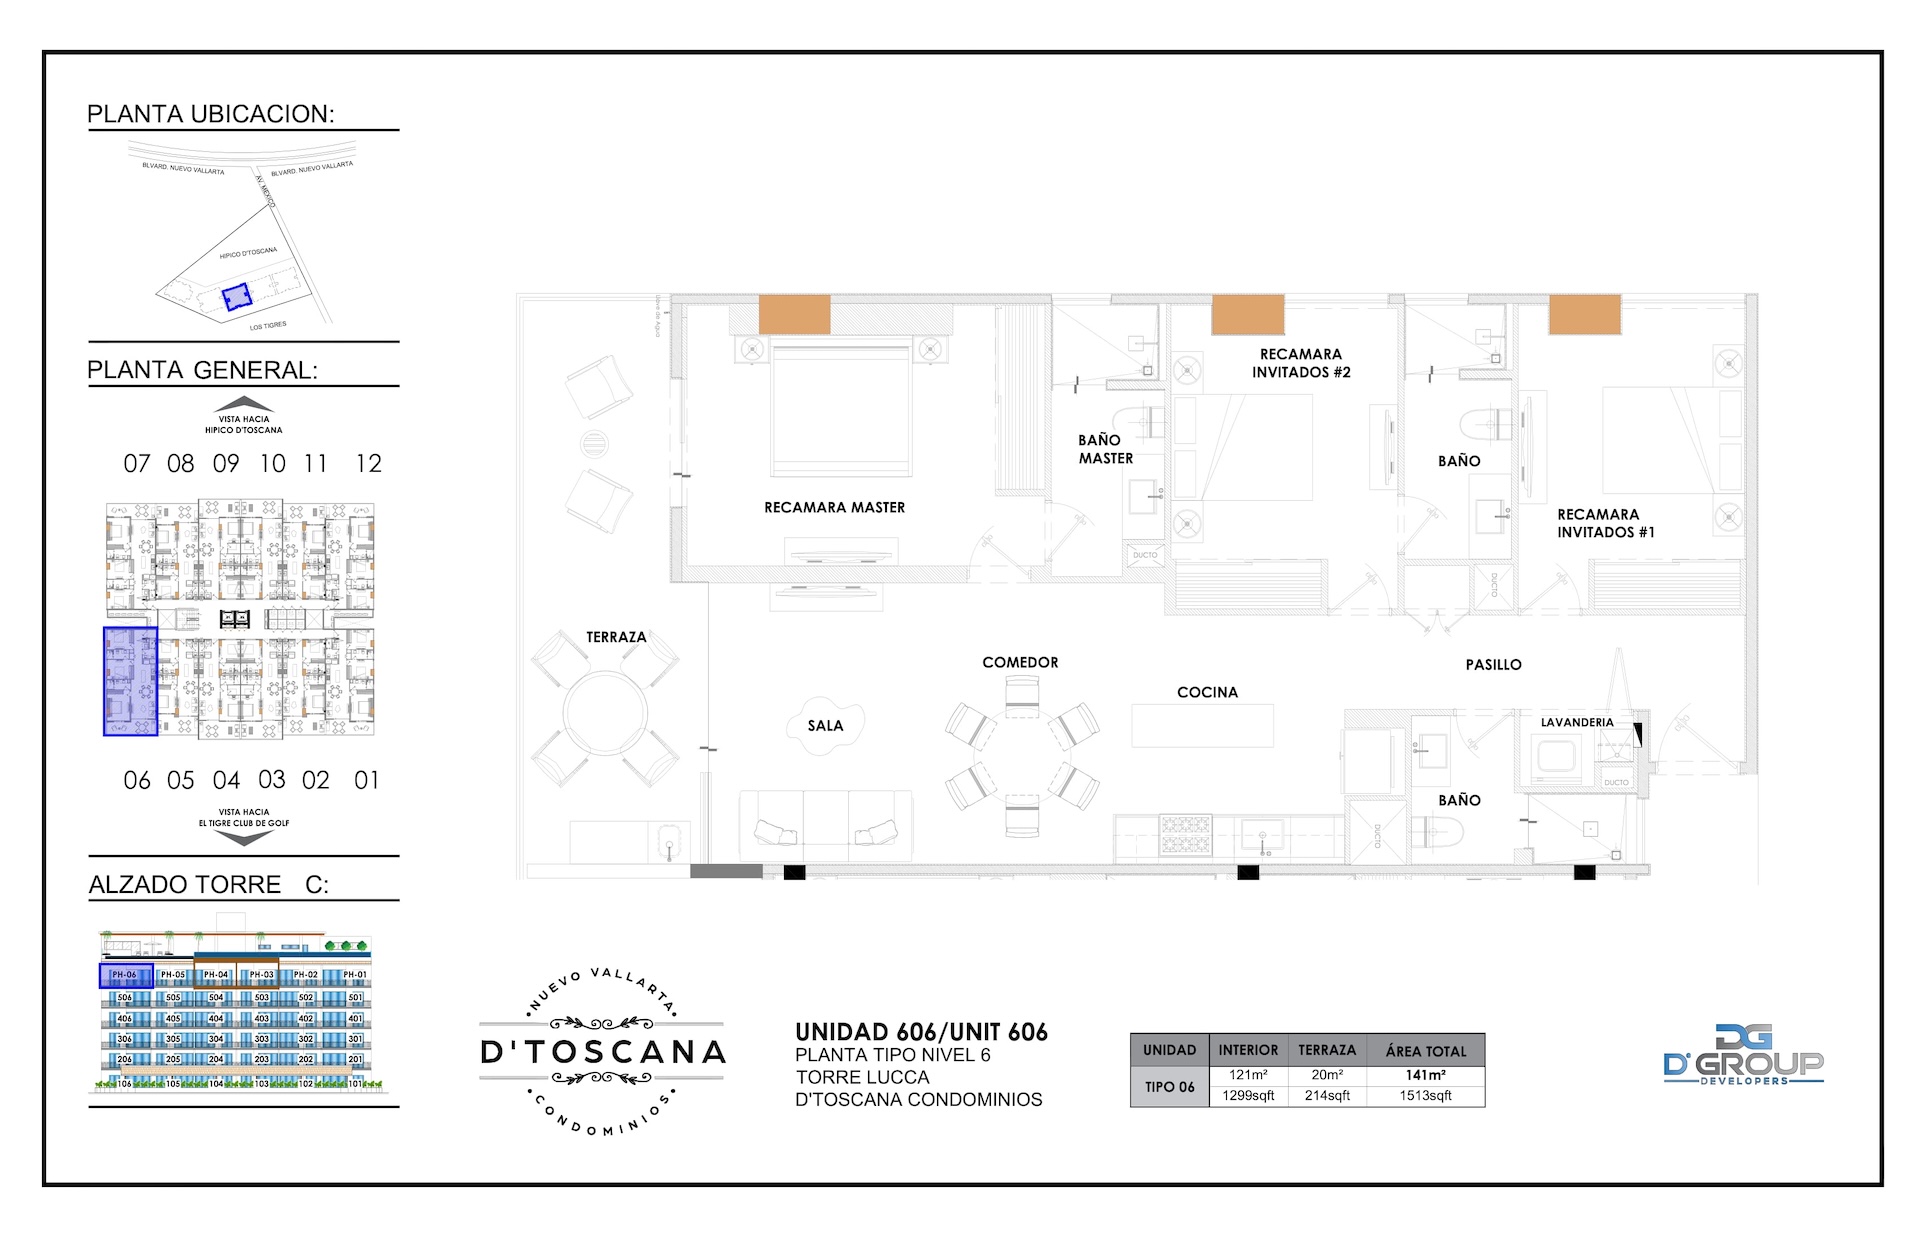 PLANTA UBICACION:
BLVARD. NUEVO VALLARTA
BLVARD. NUEVO VALLARTA
AV. MEXICO
HIPICO D'TOSCANA
LOS TIGRES
PLANTA GENERAL:
VISTA HACIA
HIPICO D'TOSCANA
07 08 09 10 11 12
06 05 04 03 02 01
VISTA HACIA
EL TIGRE CLUB DE GOLF
ALZADO TORRE C:
PH-06 PH-05 PH-04 PH-03 PH-02 PH-01
506 505 504 503 502 501
406 405 404 403 402 401
306 305 304 303 302 301
206 205 204 203 202 201
106 105 104 103 102 101
Llave de Agua
RECAMARA
INVITADOS #2
BAÑO
MASTER
BAÑO
RECAMARA MASTER
RECAMARA
INVITADOS #1
DUCTO
DUCTO
TERRAZA
COMEDOR
PASILLO
COCINA
SALA
LAVANDERIA
DUCTO
BAÑO
DUCTO
NUEVO VALLARTA
D'TOSCANA
CONDOMINIOS
UNIDAD 606/UNIT 606
PLANTA TIPO NIVEL 6
TORRE LUCCA
D'TOSCANA CONDOMINIOS
UNIDAD INTERIOR TERRAZA ÁREA TOTAL
TIPO 06
121m² 20m² 141m²
1299sqft 214sqft 1513sqft
DG
D'GROUP
DEVELOPERS